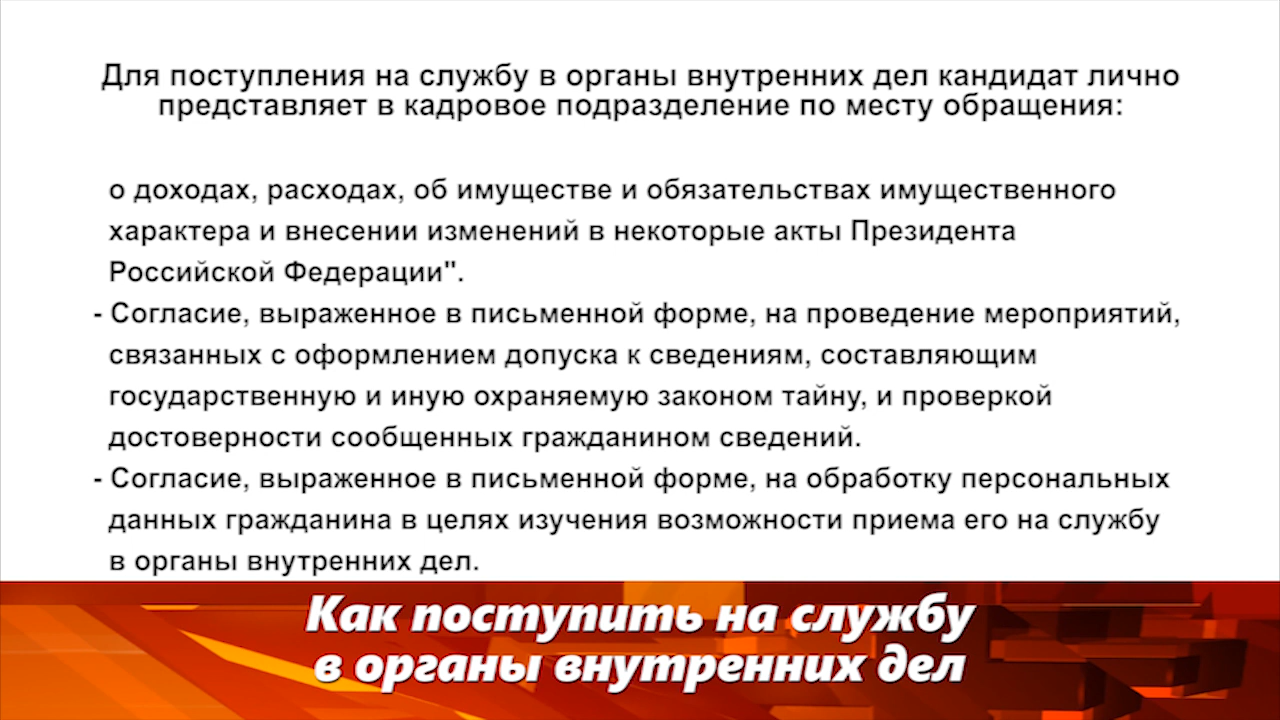 Для поступления на службу в органы внутренних дел кандидат лично
представляет в кадровое подразделение по месту обращения:
о доходах, расходах, об имуществе и обязательствах имущественного
характера и внесении изменений в некоторые акты Президента
Российской Федерации".
- Согласие, выраженное в письменной форме, на проведение мероприятий,
связанных с оформлением допуска к сведениям, составляющим
государственную и иную охраняемую законом тайну, и проверкой
достоверности сообщенных гражданином сведений.
- Согласие, выраженное в письменной форме, на обработку персональных
данных гражданина в целях изучения возможности приема его на службу
в органы внутренних дел.
Как поступить на службу
в органы внутренних дел